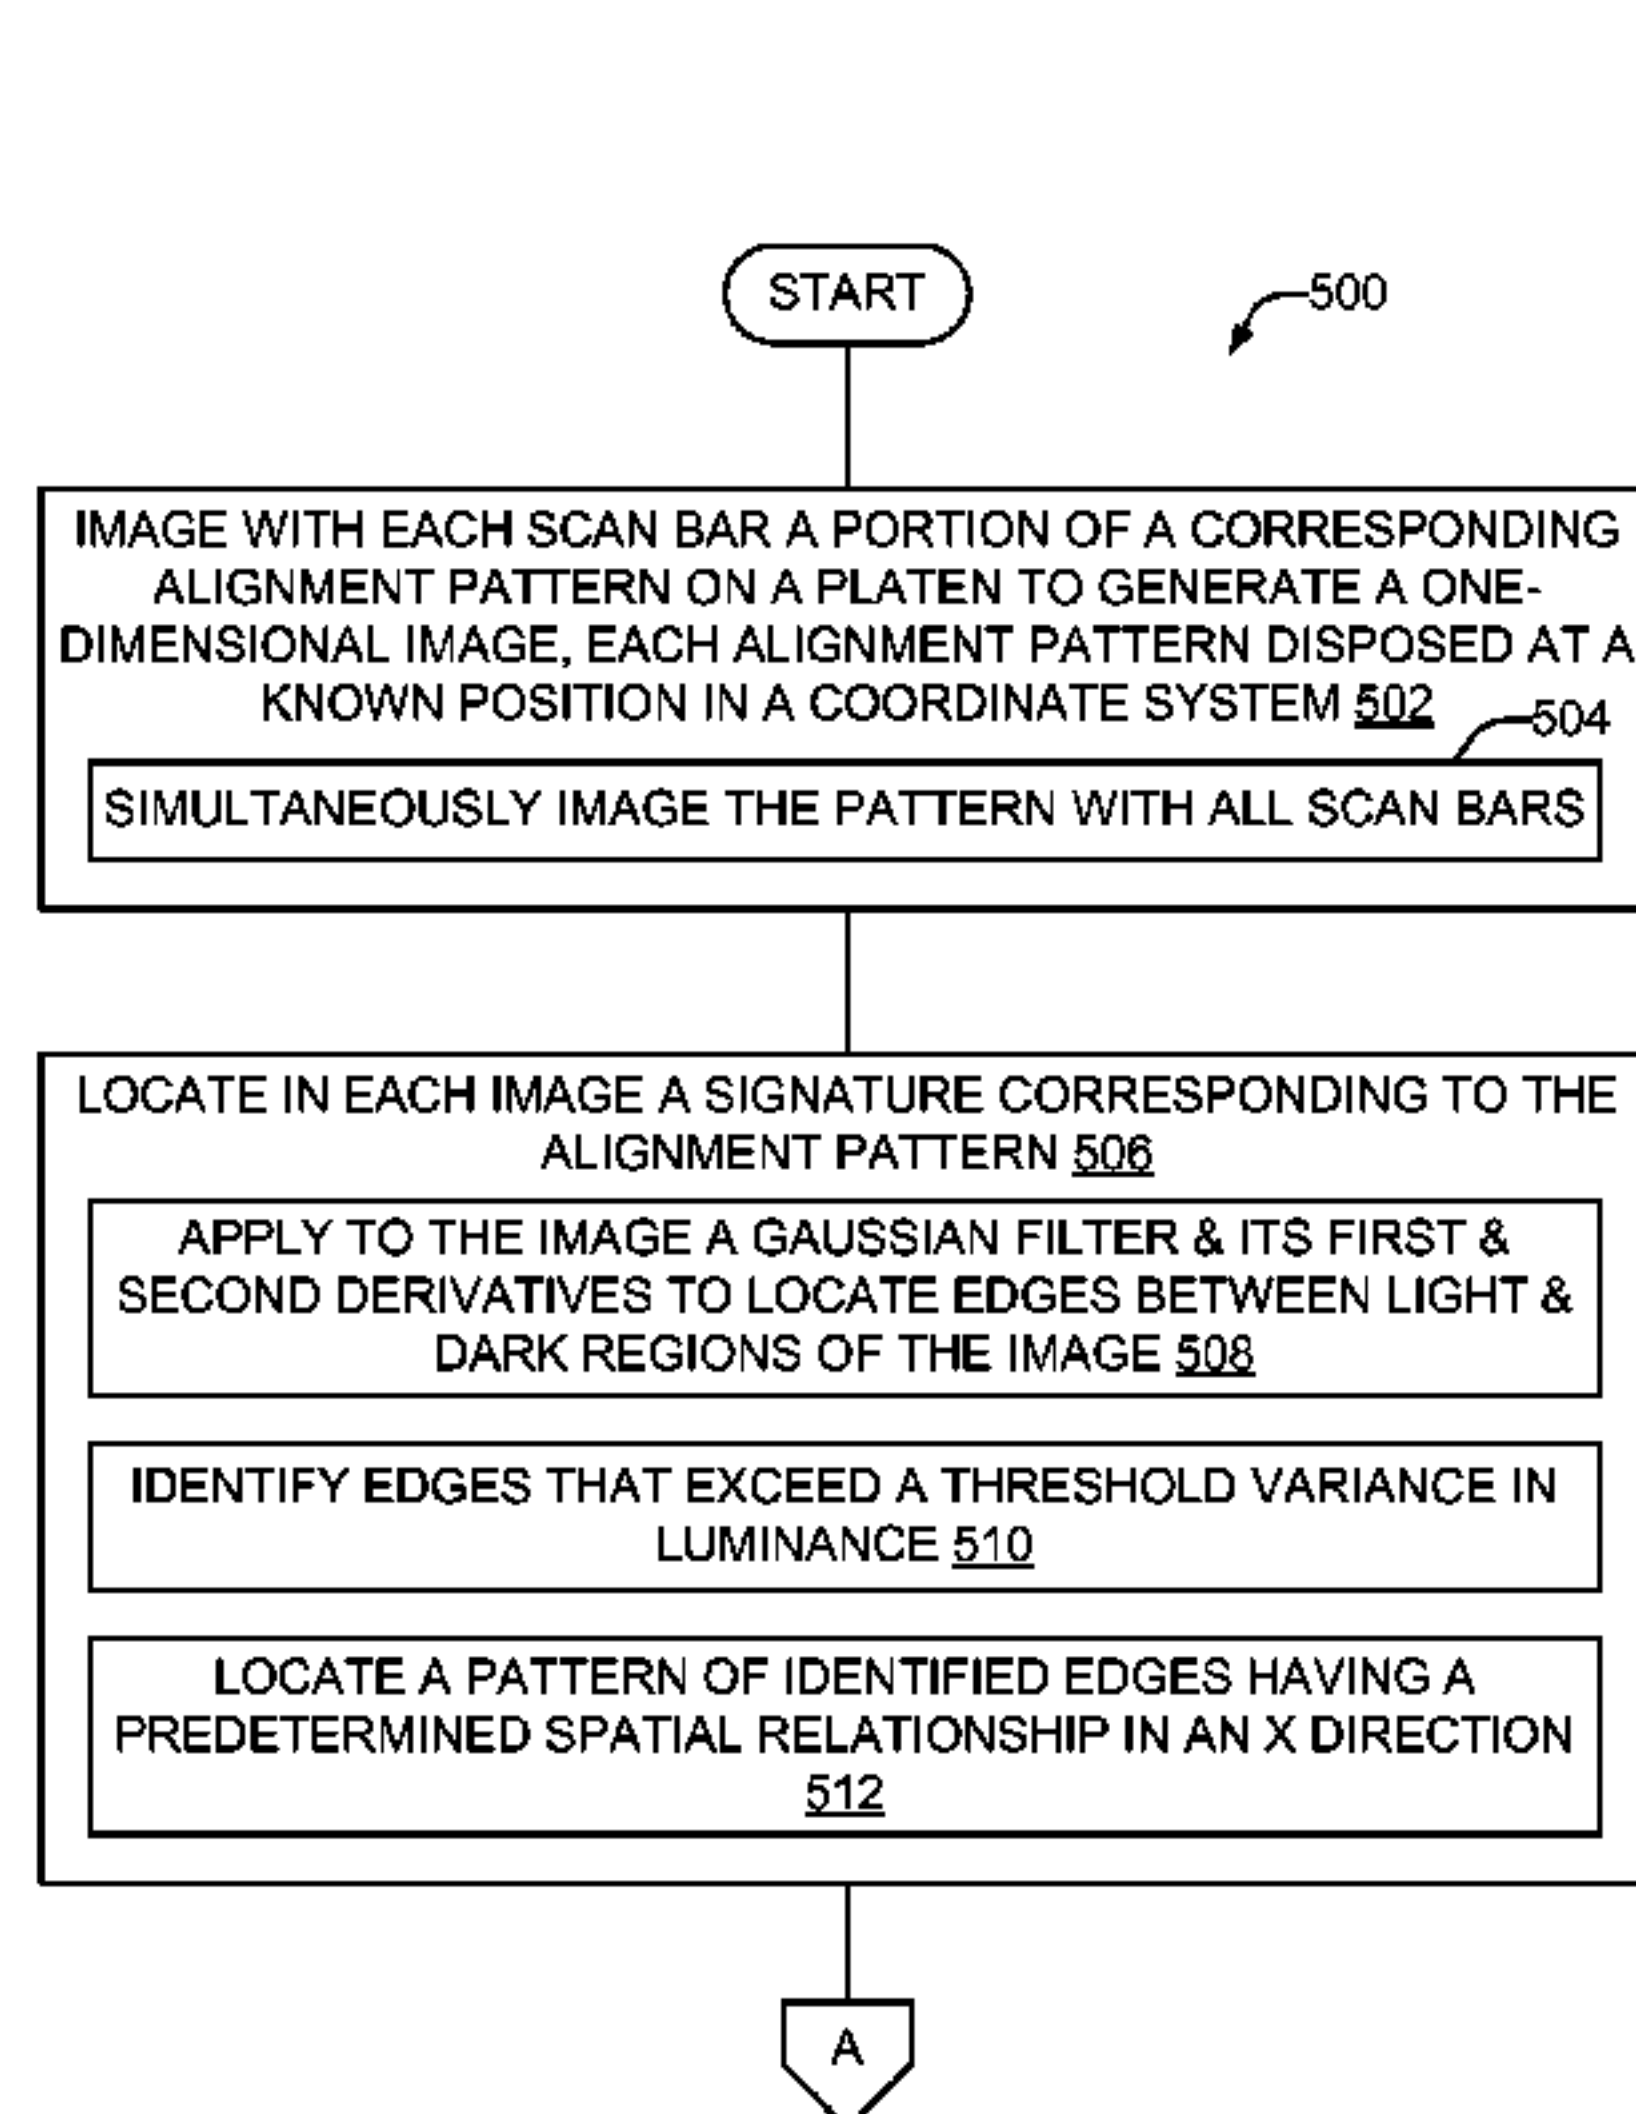 START
500
IMAGE WITH EACH SCAN BAR A PORTION OF A CORRESPONDING
ALIGNMENT PATTERN ON A PLATEN TO GENERATE A ONE-
DIMENSIONAL IMAGE, EACH ALIGNMENT PATTERN DISPOSED AT A
KNOWN POSITION IN A COORDINATE SYSTEM 502
504
SIMULTANEOUSLY IMAGE THE PATTERN WITH ALL SCAN BARS
LOCATE IN EACH IMAGE A SIGNATURE CORRESPONDING TO THE
ALIGNMENT PATTERN 506
APPLY TO THE IMAGE A GAUSSIAN FILTER & ITS FIRST &
SECOND DERIVATIVES TO LOCATE EDGES BETWEEN LIGHT &
DARK REGIONS OF THE IMAGE 508
IDENTIFY EDGES THAT EXCEED A THRESHOLD VARIANCE IN
LUMINANCE 510
LOCATE A PATTERN OF IDENTIFIED EDGES HAVING A
PREDETERMINED SPATIAL RELATIONSHIP IN AN X DIRECTION
512
A